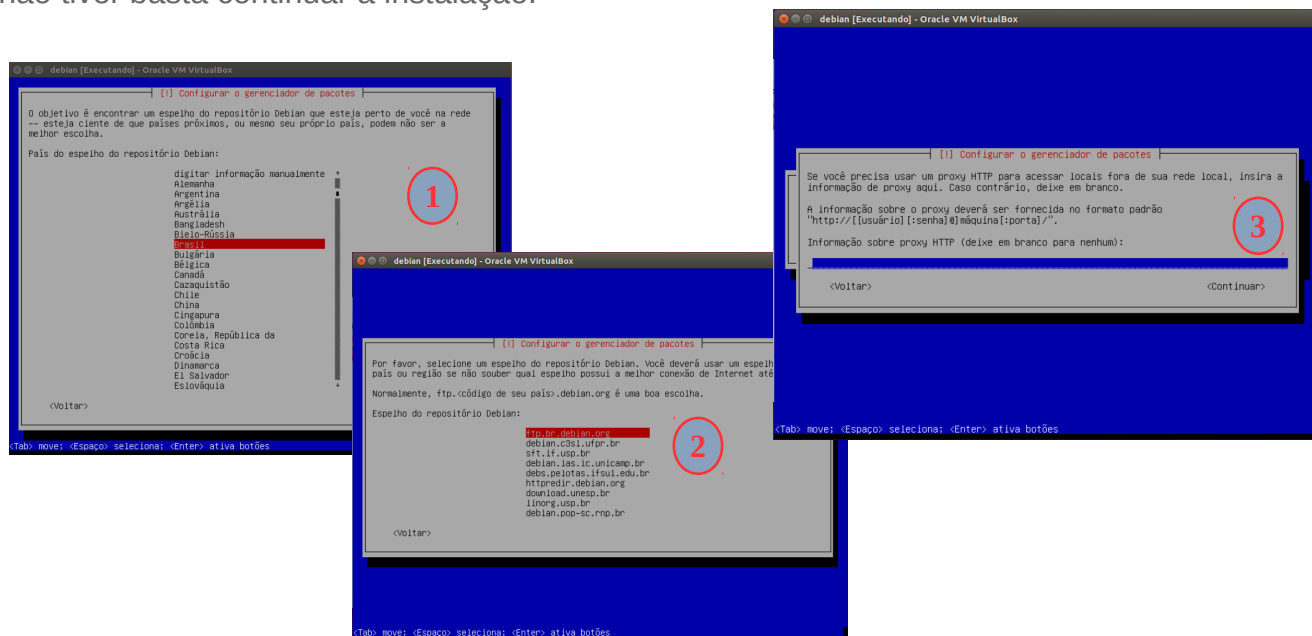 não tiver basta continuar a instalação.
debian [Executando] - Oracle VM VirtualBox
[!] Configurar o gerenciador de pacotes
O objetivo é encontrar um espelho do repositório Debian que esteja perto de você na rede
-- esteja ciente de que países próximos, ou mesmo seu próprio país, podem não ser a
melhor escolha.
País do espelho do repositório Debian:
digitar informação manualmente
Alemanha
Argentina
Argélia
Austrália
Bangladesh
Bielo-Rússia
Brasil
Bulgária
Bélgica
Canadá
Cazaquistão
Chile
China
Cingapura
Colômbia
Coreia, República da
Costa Rica
Croácia
Dinamarca
El Salvador
Eslováquia
<Voltar>
<Tab> move; <Espaço> seleciona; <Enter> ativa botões
1
debian [Executando] - Oracle VM VirtualBox
[!] Configurar o gerenciador de pacotes
Por favor, selecione um espelho do repositório Debian. Você deverá usar um espelh
país ou região se não souber qual espelho possui a melhor conexão de Internet até
Normalmente, ftp.<código de seu país>.debian.org é uma boa escolha.
Espelho do repositório Debian:
ftp.br.debian.org
debian.c3sl.ufpr.br
sft.if.usp.br
debian.las.ic.unicamp.br
debs.pelotas.ifsul.edu.br
httpredir.debian.org
download.unesp.br
linorg.usp.br
debian.pop-sc.rnp.br
<Voltar>
<Tab> move; <Espaço> seleciona; <Enter> ativa botões
2
debian [Executando] - Oracle VM VirtualBox
[!] Configurar o gerenciador de pacotes
Se você precisa usar um proxy HTTP para acessar locais fora de sua rede local, insira a
informação de proxy aqui. Caso contrário, deixe em branco.
A informação sobre o proxy deverá ser fornecida no formato padrão
"http://[[usuário][:senha]@]máquina[:porta]/".
Informação sobre proxy HTTP (deixe em branco para nenhum):
<Voltar> <Continuar>
<Tab> move; <Espaço> seleciona; <Enter> ativa botões
3